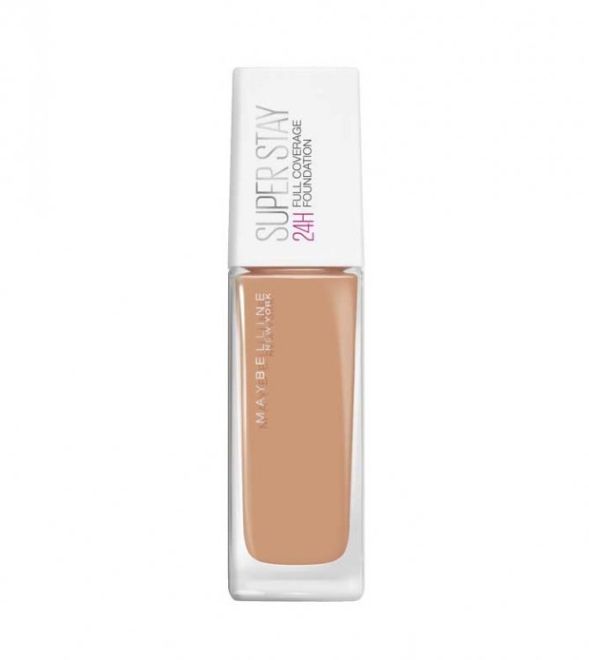 SUPER STAY
24H FULL COVERAGE
FOUNDATION
MAYBELLINE
NEW YORK